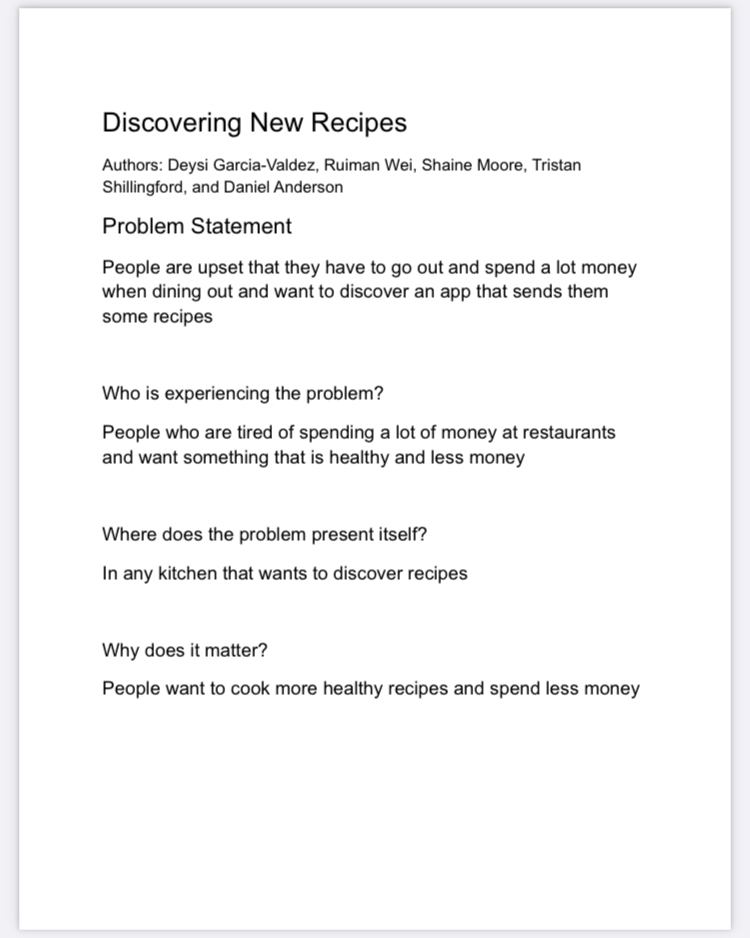 Discovering New Recipes
Authors: Deysi Garcia-Valdez, Ruiman Wei, Shaine Moore, Tristan
Shillingford, and Daniel Anderson
Problem Statement
People are upset that they have to go out and spend a lot money
when dining out and want to discover an app that sends them
some recipes
Who is experiencing the problem?
People who are tired of spending a lot of money at restaurants
and want something that is healthy and less money
Where does the problem present itself?
In any kitchen that wants to discover recipes
Why does it matter?
People want to cook more healthy recipes and spend less money